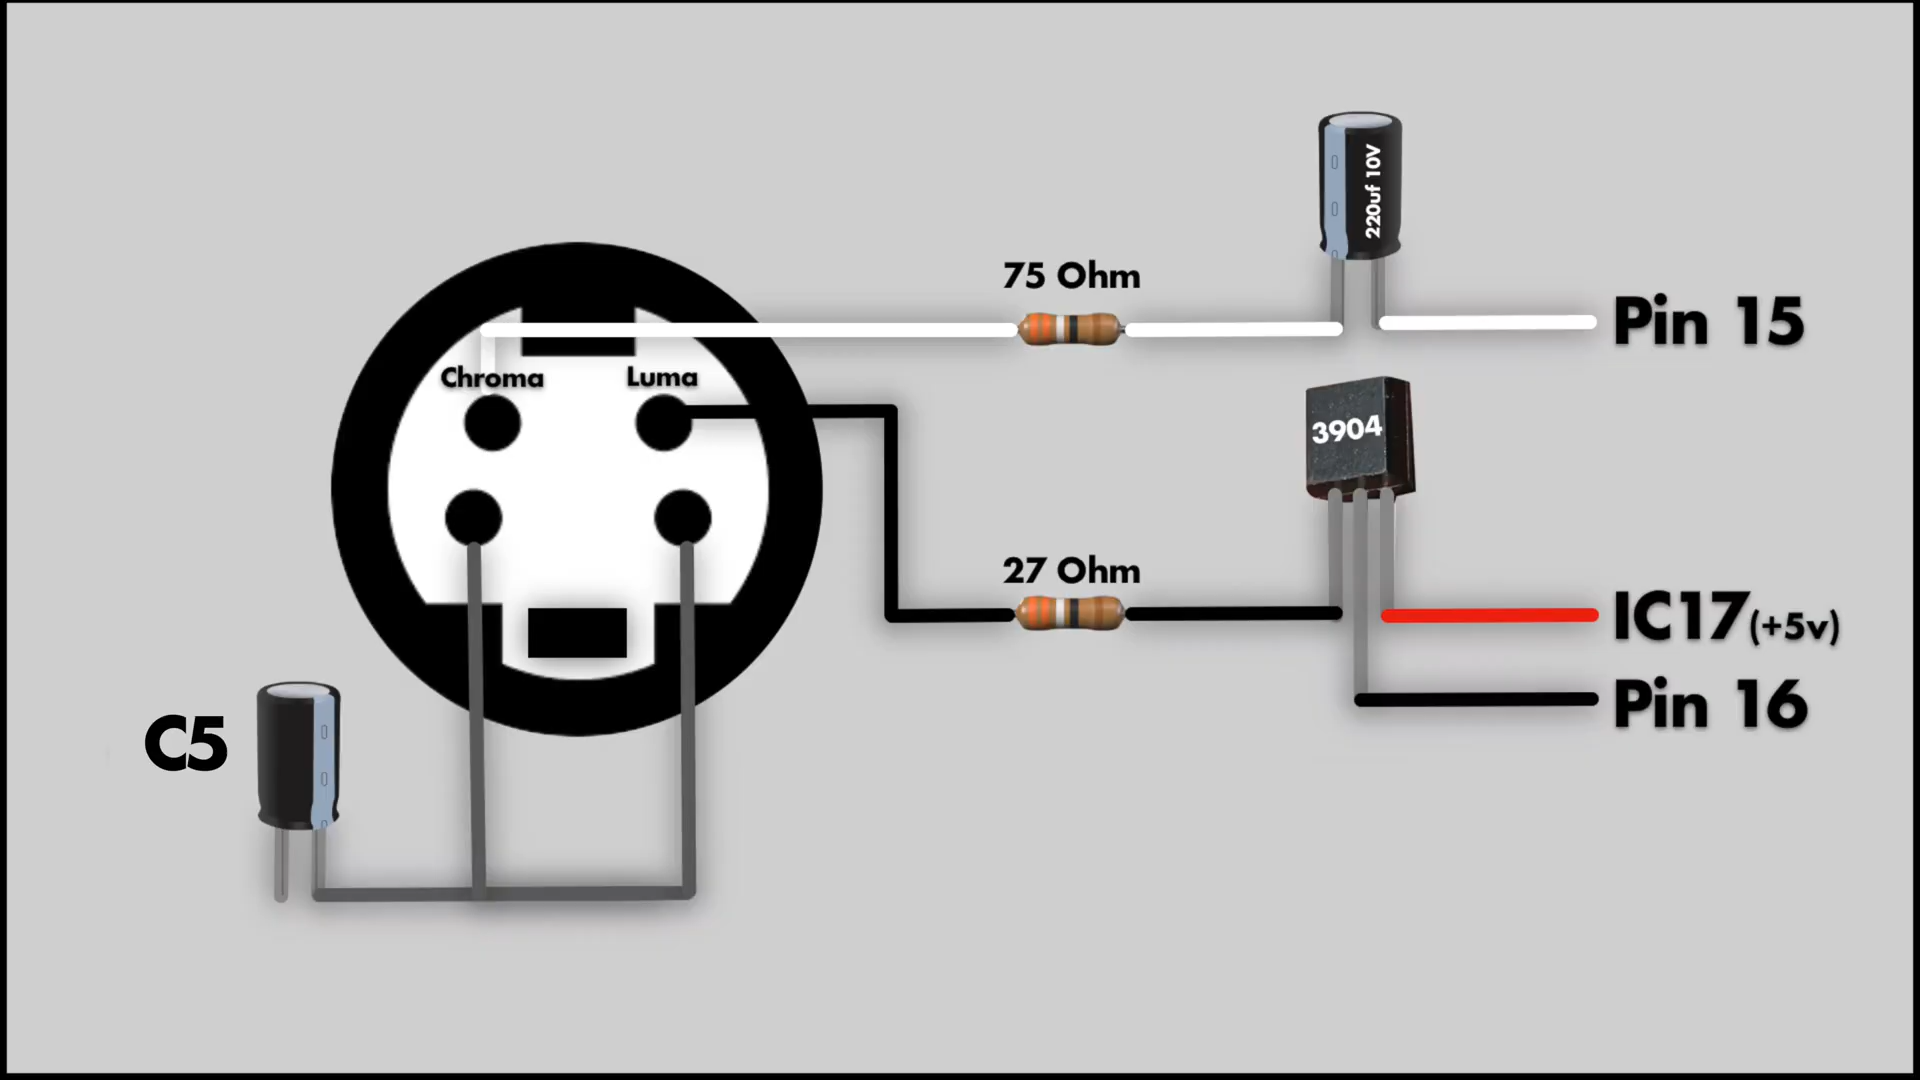 220uf 10V
75 Ohm
Pin 15
Chroma
Luma
3904
27 Ohm
IC17(+5v)
Pin 16
C5